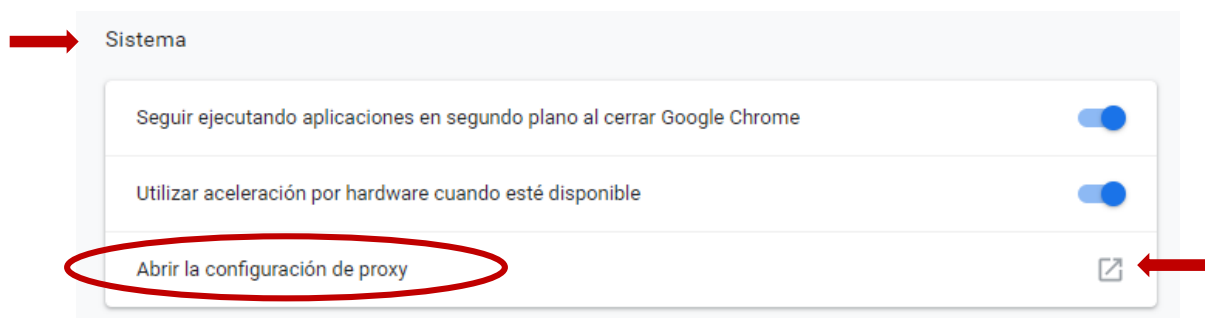 Sistema
Seguir ejecutando aplicaciones en segundo plano al cerrar Google Chrome
Utilizar aceleración por hardware cuando esté disponible
Abrir la configuración de proxy